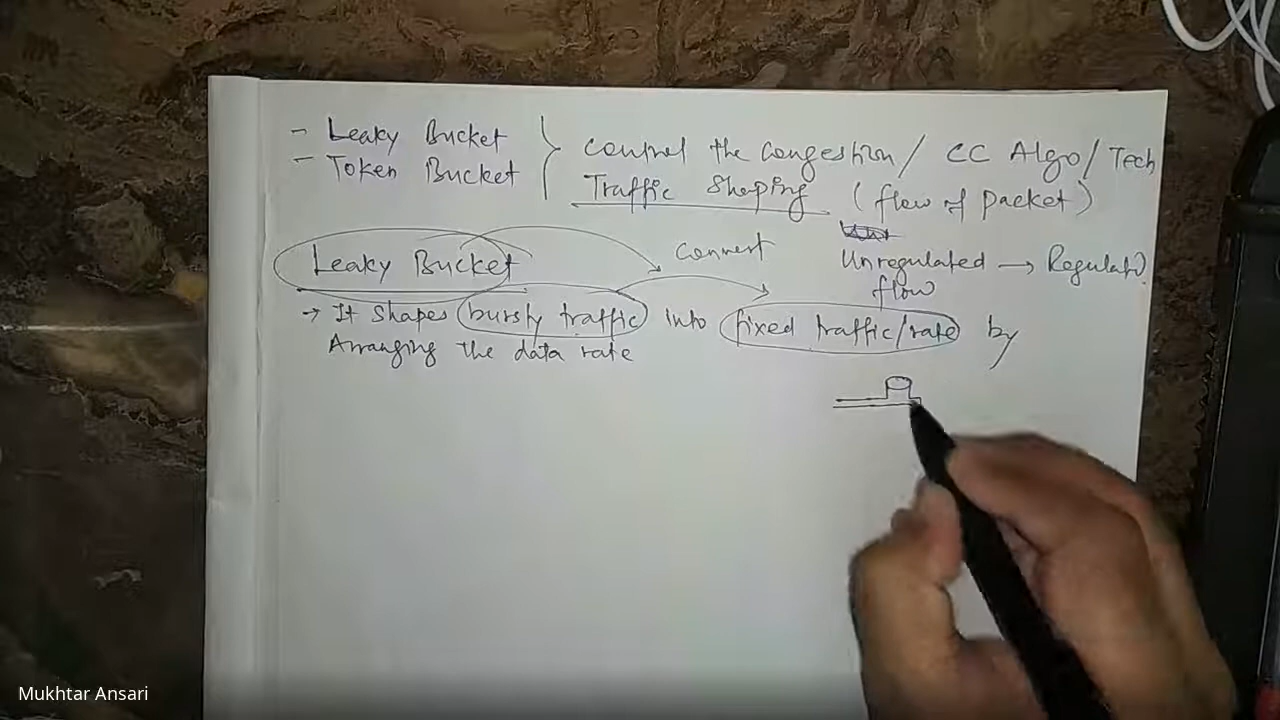 - Leaky Bucket
- Token Bucket
Control the Congestion / CC Algo / Tech
Traffic Shaping (flow of packet)
Leaky Bucket
Convert
Unregulated → Regulated
flow
→ It Shapes bursty traffic into fixed traffic/rate by
Arranging the data rate
Mukhtar Ansari